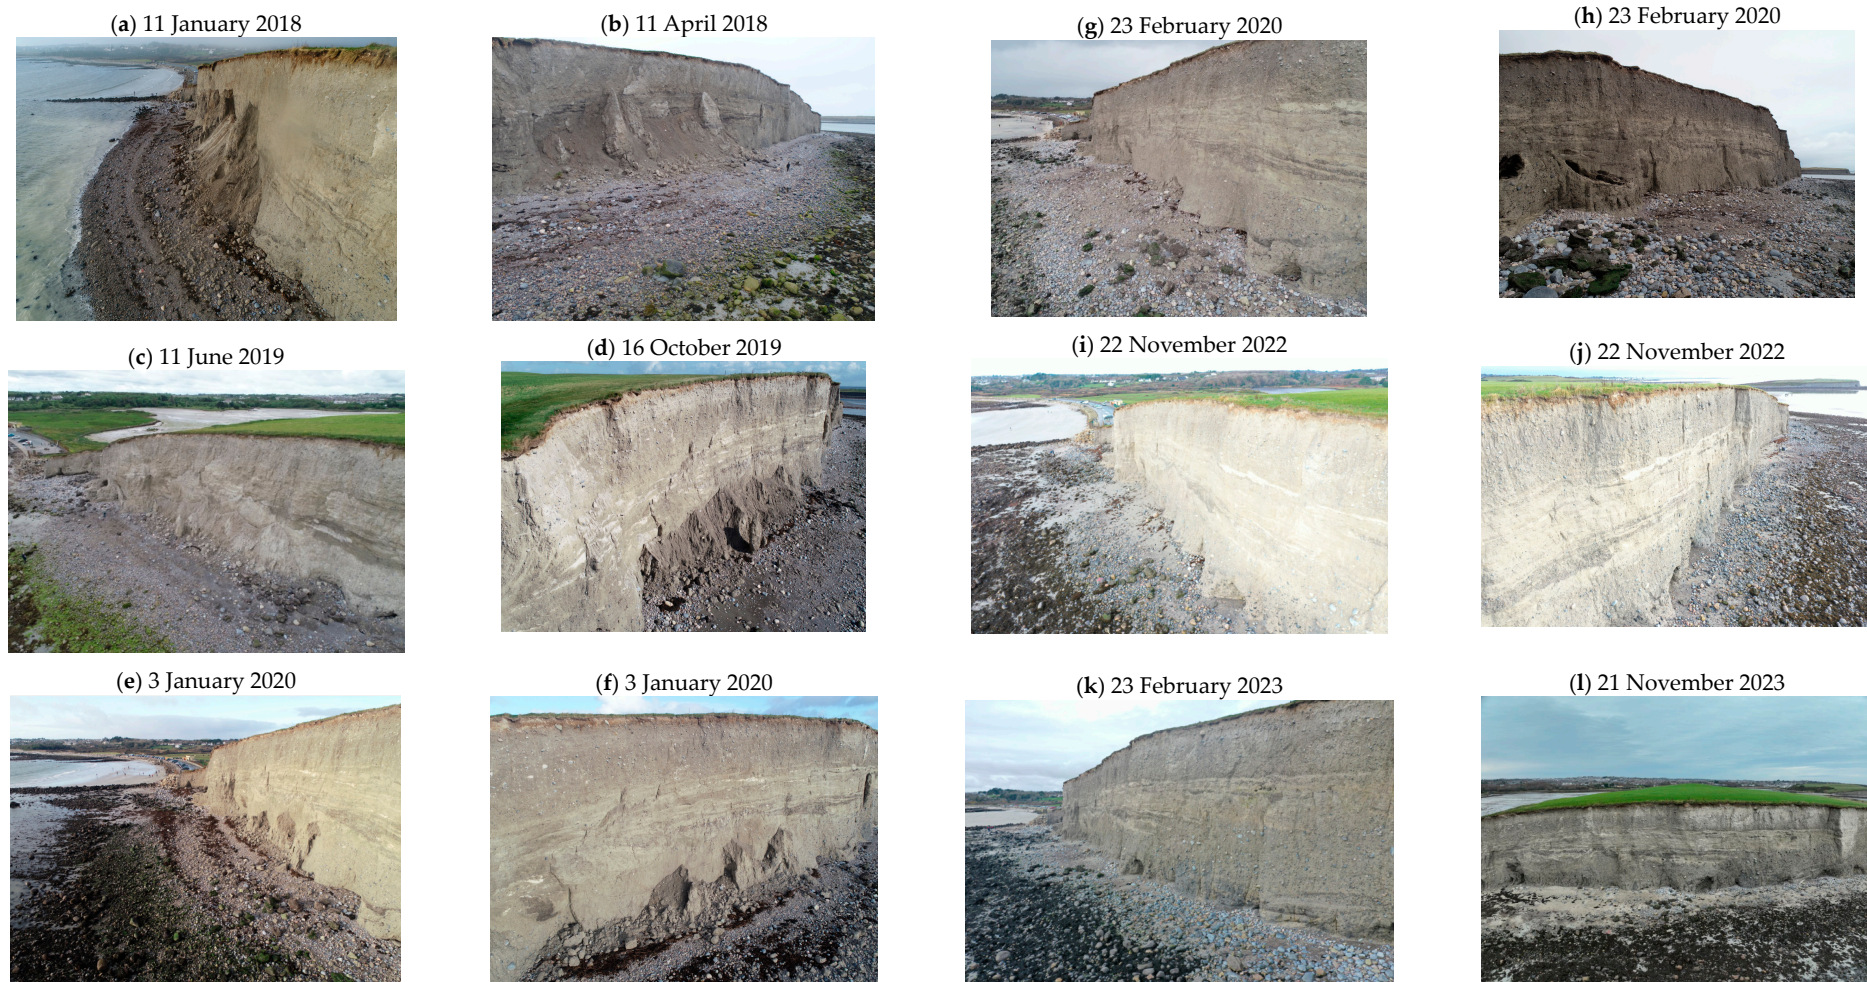 (a) 11 January 2018
(b) 11 April 2018
(g) 23 February 2020
(h) 23 February 2020
(c) 11 June 2019
(d) 16 October 2019
(i) 22 November 2022
(j) 22 November 2022
(e) 3 January 2020
(f) 3 January 2020
(k) 23 February 2023
(l) 21 November 2023